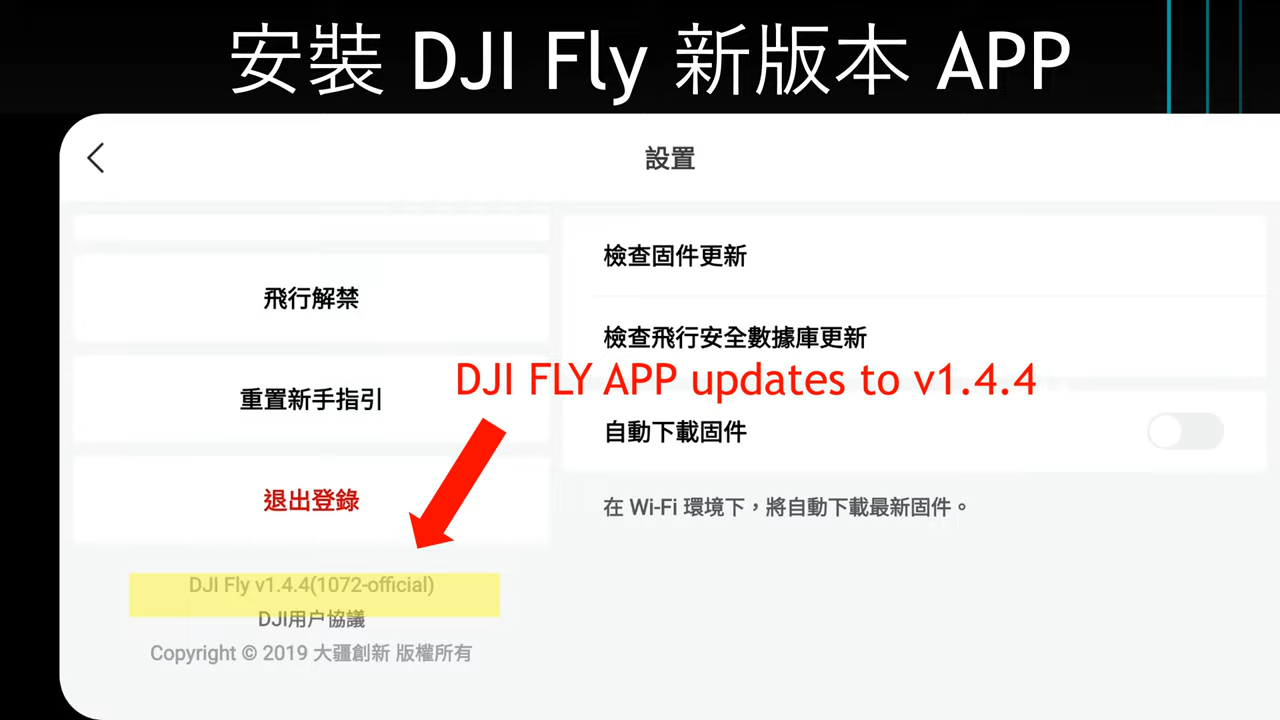 安裝 DJI Fly 新版本 APP
設置
飛行解禁
重置新手指引
退出登錄
DJI Fly v1.4.4(1072-official)
DJI用户協議
Copyright © 2019 大疆創新 版權所有
檢查固件更新
檢查飛行安全數據庫更新
DJI FLY APP updates to v1.4.4
自動下載固件
在 Wi-Fi 環境下，將自動下載最新固件。